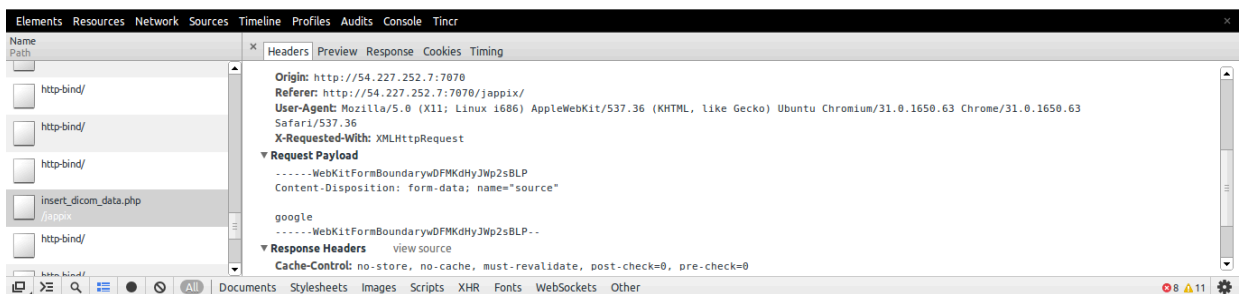 Elements Resources Network Sources Timeline Profiles Audits Console Tincr ×
Name
Path
× Headers Preview Response Cookies Timing
http-bind/
http-bind/
http-bind/
insert_dicom_data.php
/jappix
http-bind/
http-bind/
Origin: http://54.227.252.7:7070
Referer: http://54.227.252.7:7070/jappix/
User-Agent: Mozilla/5.0 (X11; Linux i686) AppleWebKit/537.36 (KHTML, like Gecko) Ubuntu Chromium/31.0.1650.63 Chrome/31.0.1650.63
Safari/537.36
X-Requested-With: XMLHttpRequest
▼Request Payload
------WebKitFormBoundarywDFMKdHyJWp2sBLP
Content-Disposition: form-data; name="source"
google
------WebKitFormBoundarywDFMKdHyJWp2sBLP--
▼Response Headers view source
Cache-Control: no-store, no-cache, must-revalidate, post-check=0, pre-check=0
All Documents Stylesheets Images Scripts XHR Fonts WebSockets Other 8 11